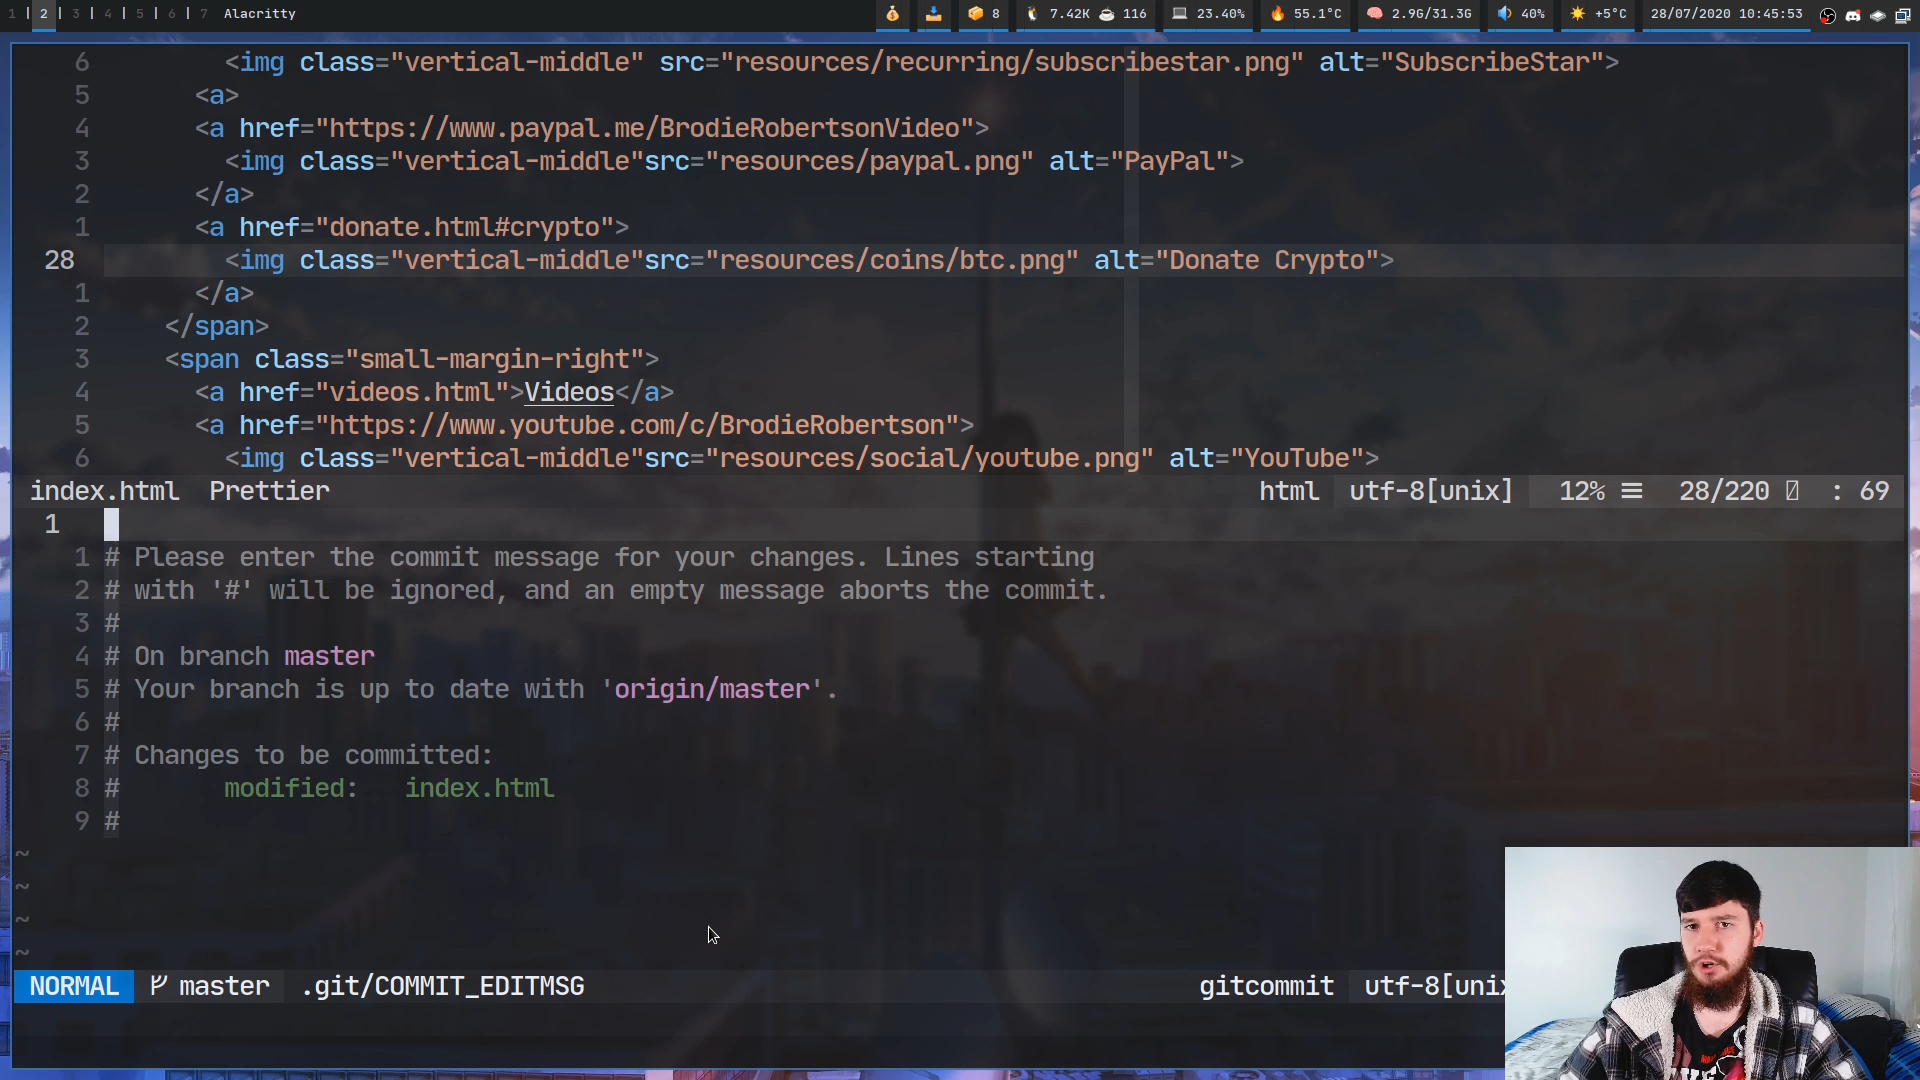 1 | 2 | 3 | 4 | 5 | 6 | 7 Alacritty 8 7.42K 116 23.40% 55.1°C 2.9G/31.3G 40% +5°C 28/07/2020 10:45:53
6 <img class="vertical-middle" src="resources/recurring/subscribestar.png" alt="SubscribeStar">
5 <a>
4 <a href="https://www.paypal.me/BrodieRobertsonVideo">
3 <img class="vertical-middle"src="resources/paypal.png" alt="PayPal">
2 </a>
1 <a href="donate.html#crypto">
28 <img class="vertical-middle"src="resources/coins/btc.png" alt="Donate Crypto">
1 </a>
2 </span>
3 <span class="small-margin-right">
4 <a href="videos.html">Videos</a>
5 <a href="https://www.youtube.com/c/BrodieRobertson">
6 <img class="vertical-middle"src="resources/social/youtube.png" alt="YouTube">
index.html Prettier html utf-8[unix] 12% ☰ 28/220 : 69
1
1 # Please enter the commit message for your changes. Lines starting
2 # with '#' will be ignored, and an empty message aborts the commit.
3 #
4 # On branch master
5 # Your branch is up to date with 'origin/master'.
6 #
7 # Changes to be committed:
8 # modified: index.html
9 #
~
~
~
~
NORMAL master .git/COMMIT_EDITMSG gitcommit utf-8[unix